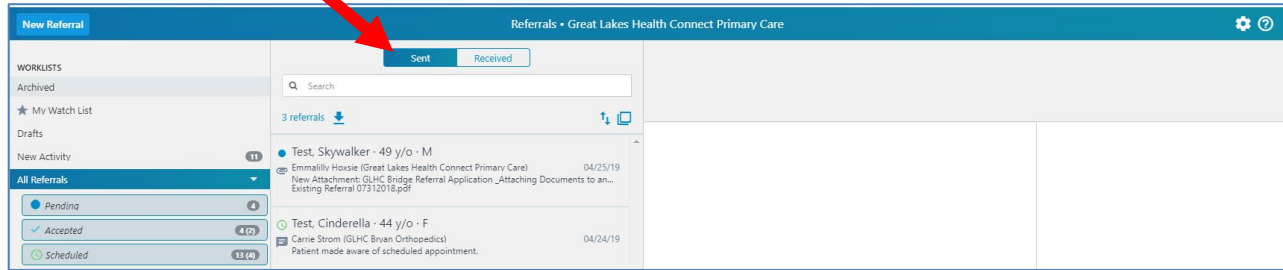 New Referral
Referrals • Great Lakes Health Connect Primary Care
WORKLISTS
Archived
My Watch List
Drafts
New Activity 11
All Referrals
Pending 4
Accepted 4 (2)
Scheduled 13 (4)
Sent Received
Search
3 referrals
Test, Skywalker · 49 y/o · M
Emmalilly Hoxsie (Great Lakes Health Connect Primary Care) 04/25/19
New Attachment: GLHC Bridge Referral Application _Attaching Documents to an...
Existing Referral 07312018.pdf
Test, Cinderella · 44 y/o · F
Carrie Strom (GLHC Bryan Orthopedics) 04/24/19
Patient made aware of scheduled appointment.